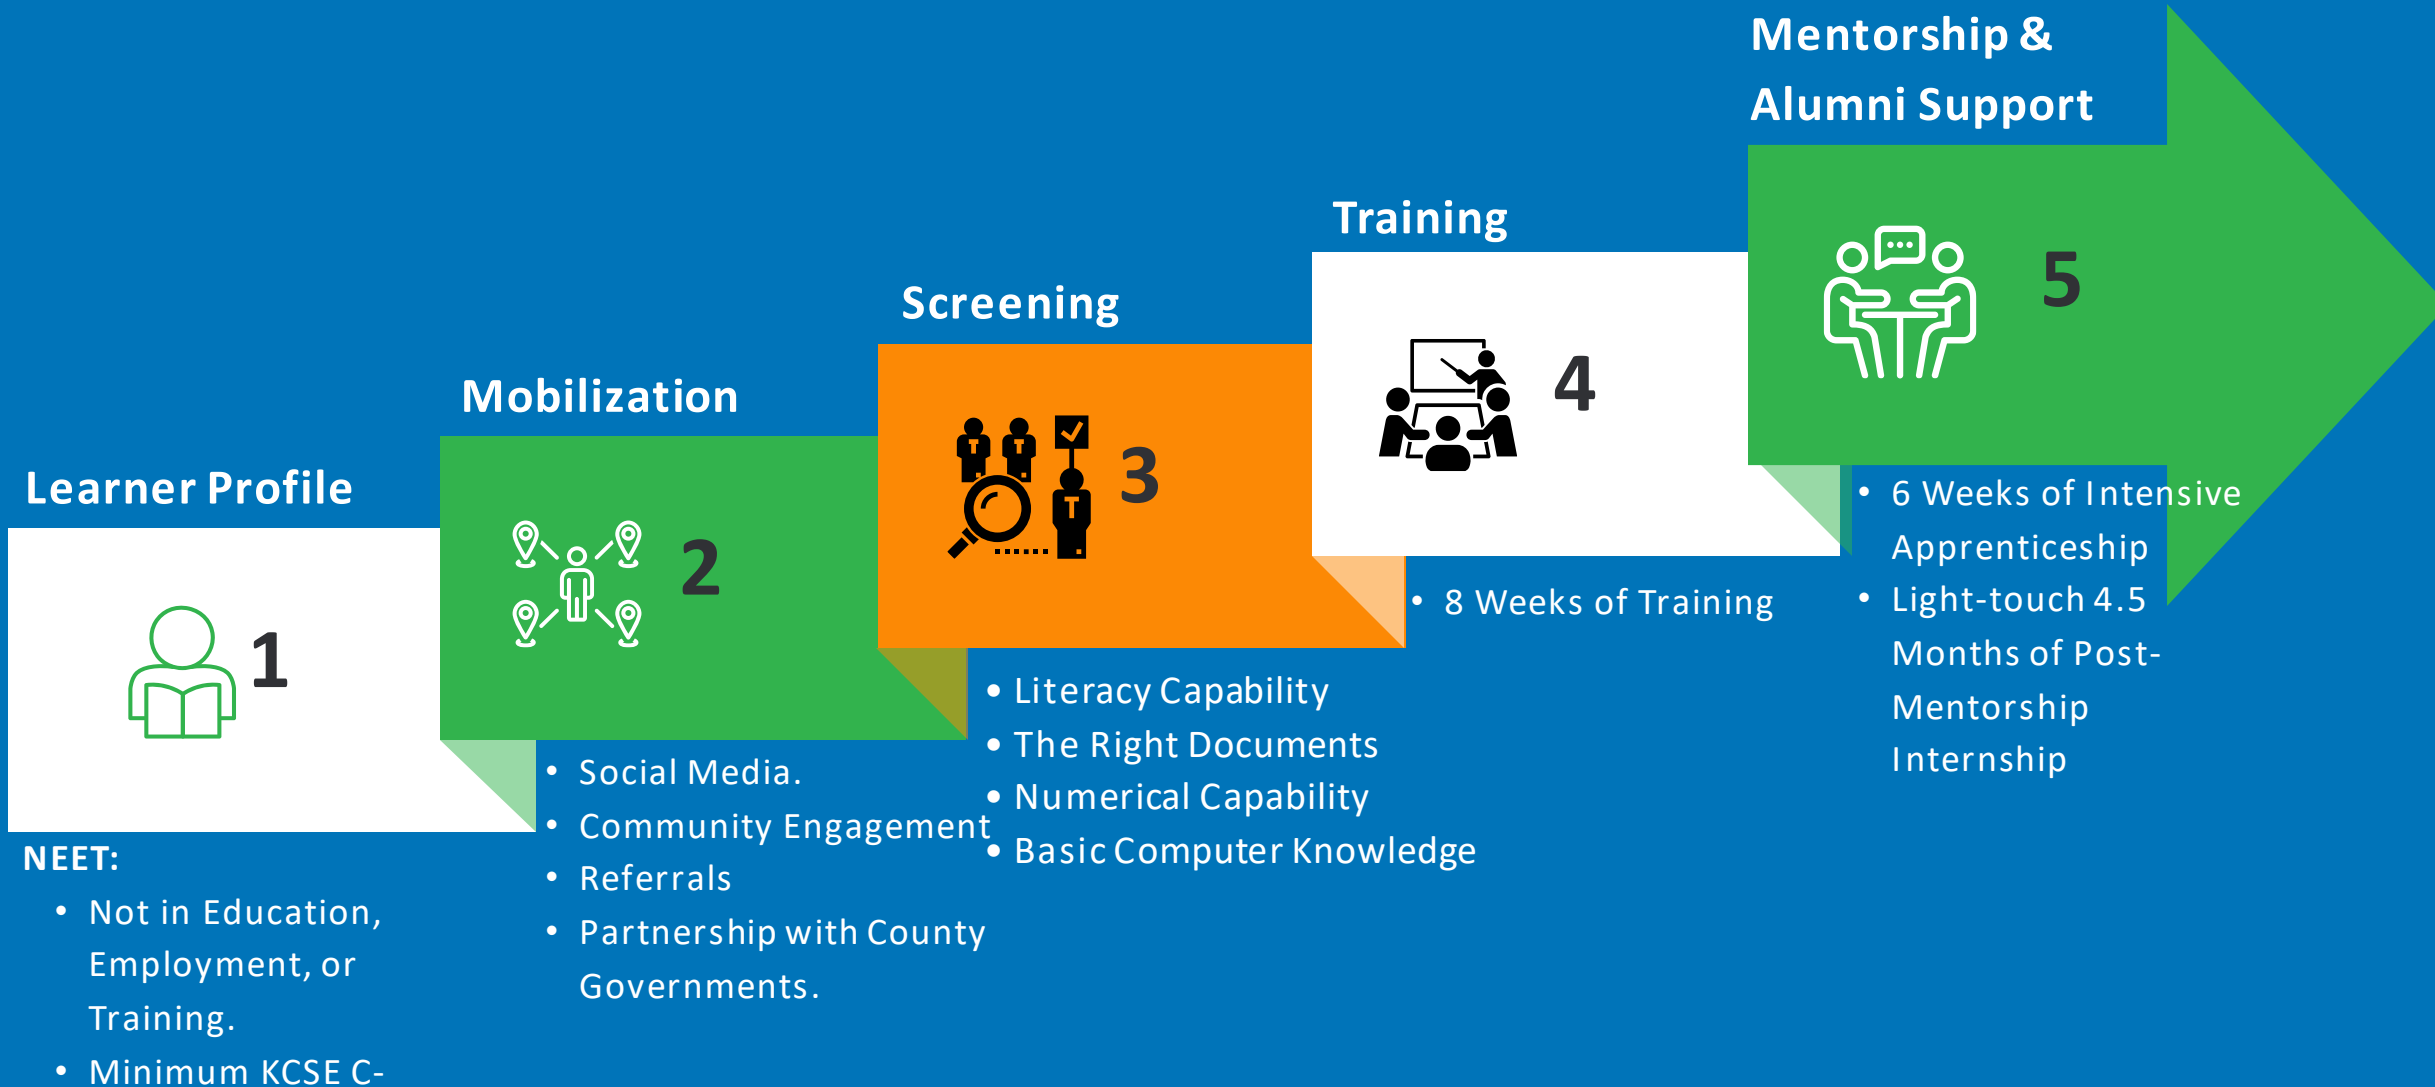 Learner Profile
1
NEET:
• Not in Education,
Employment, or
Training.
• Minimum KCSE C-
Mobilization
2
• Social Media.
• Community Engagement
• Referrals
• Partnership with County
Governments.
Screening
3
• Literacy Capability
• The Right Documents
• Numerical Capability
• Basic Computer Knowledge
Training
4
• 8 Weeks of Training
Mentorship &
Alumni Support
5
• 6 Weeks of Intensive
Apprenticeship
• Light-touch 4.5
Months of Post-
Mentorship
Internship